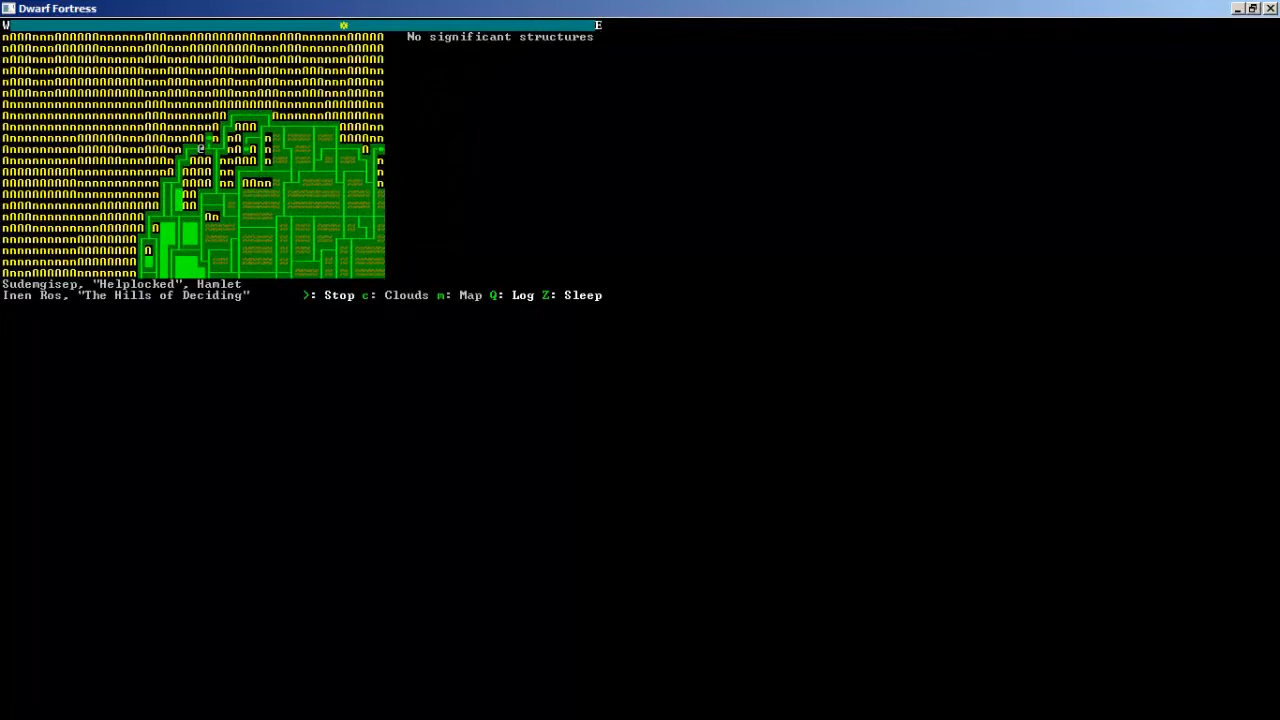 Dwarf Fortress
W E
No significant structures
Sudemgisep, "Helplocked", Hamlet
Inen Ros, "The Hills of Deciding" >: Stop c: Clouds m: Map Q: Log Z: Sleep